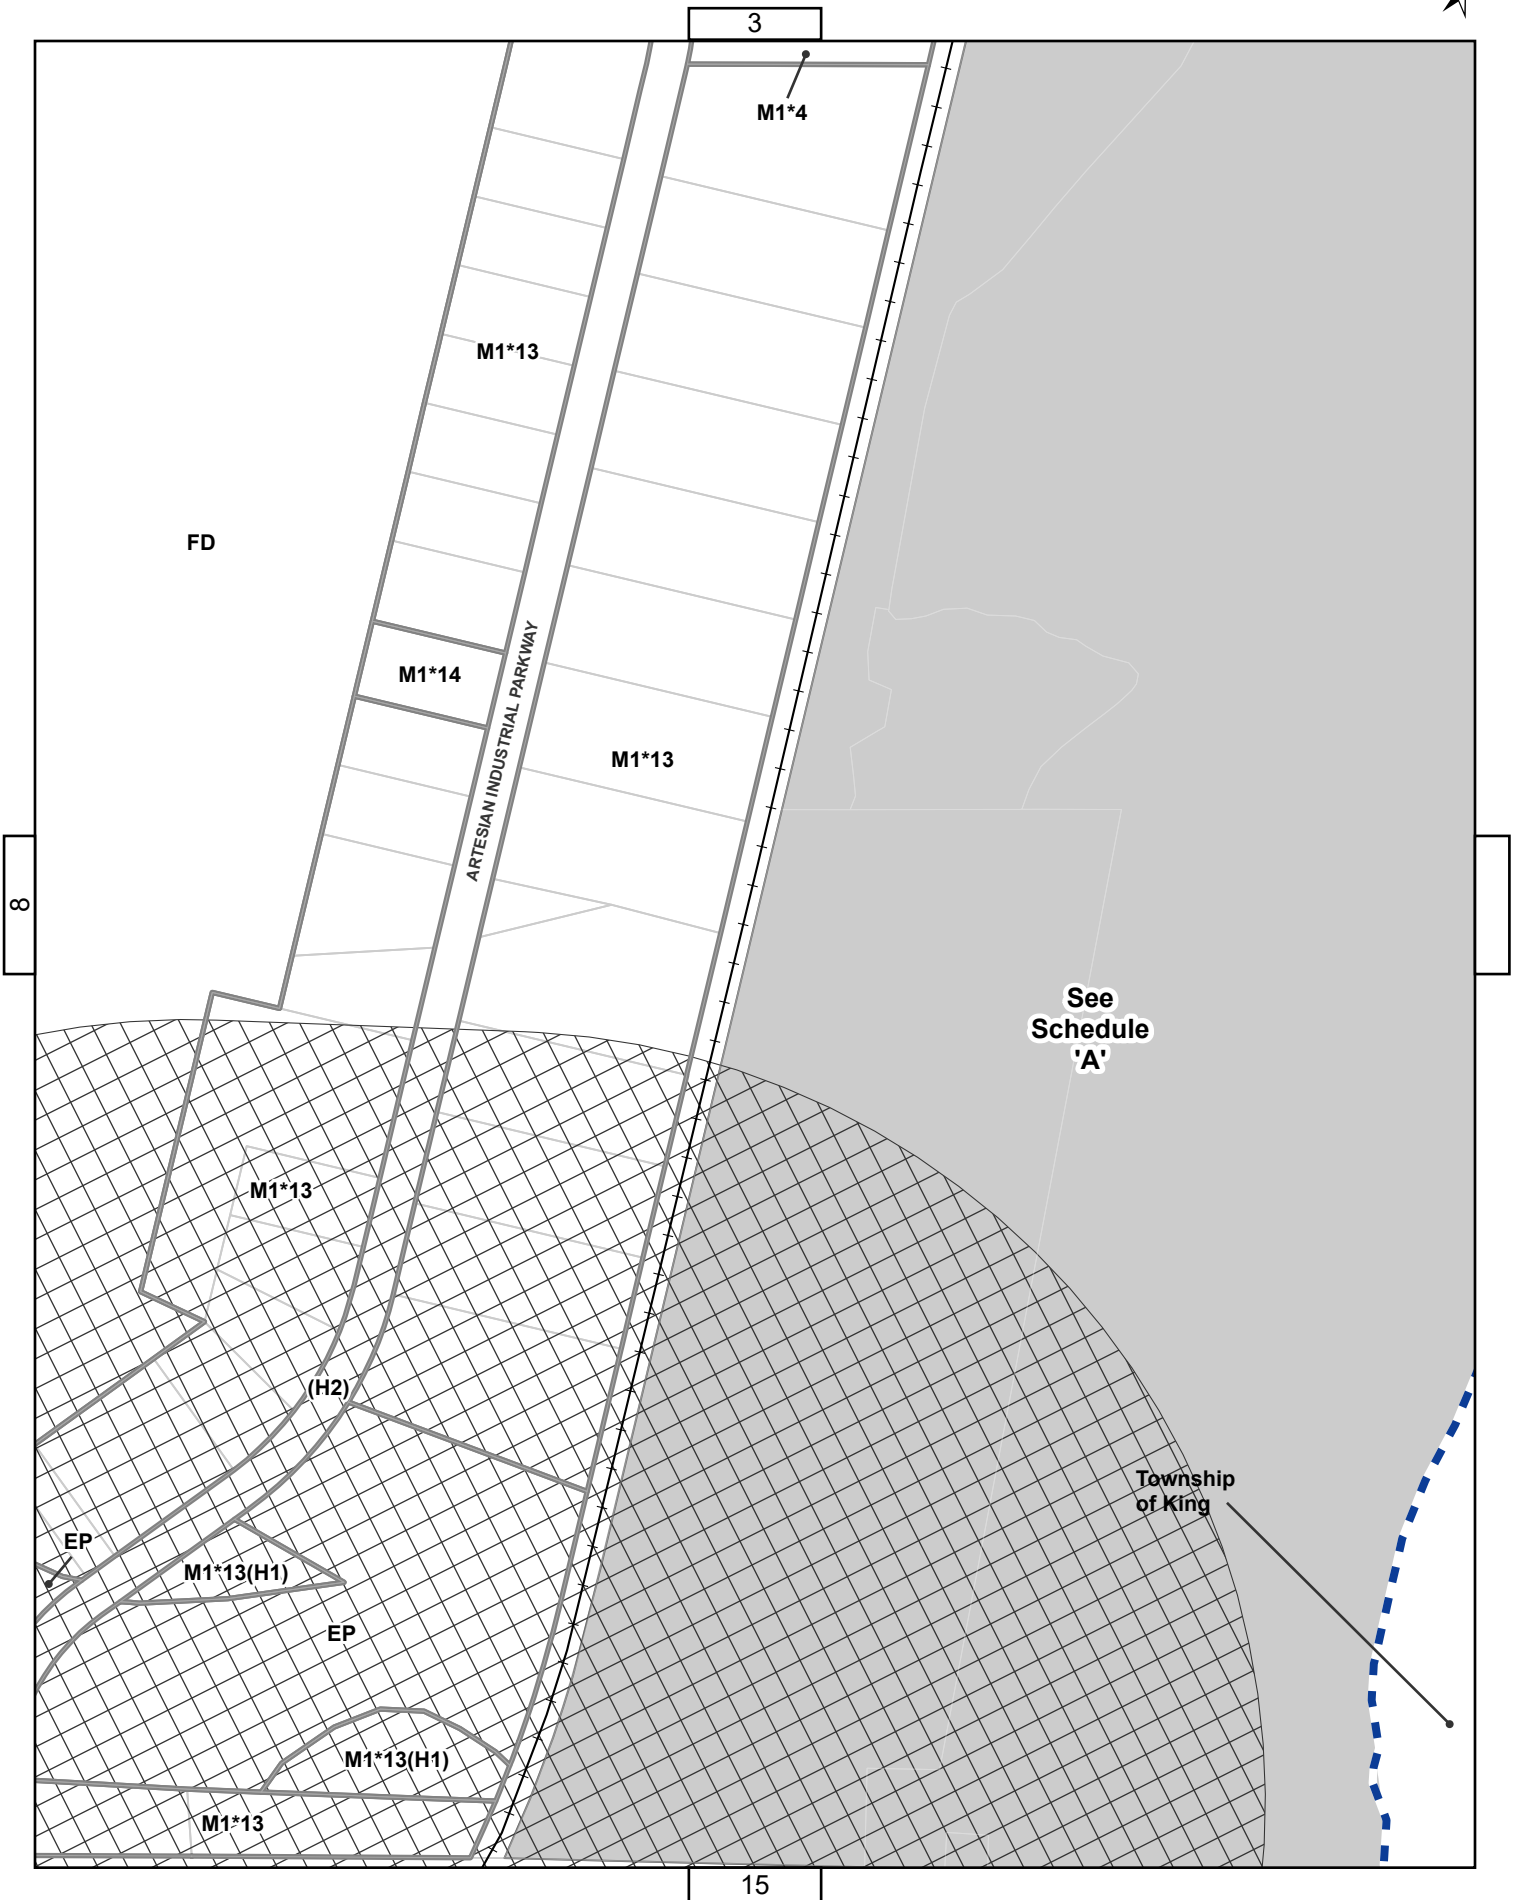 3
M1*4
M1*13
FD
M1*14
ARTESIAN INDUSTRIAL PARKWAY
M1*13
8
See
Schedule
'A'
M1*13
(H2)
Township
of King
EP
M1*13(H1)
EP
M1*13(H1)
M1*13
15